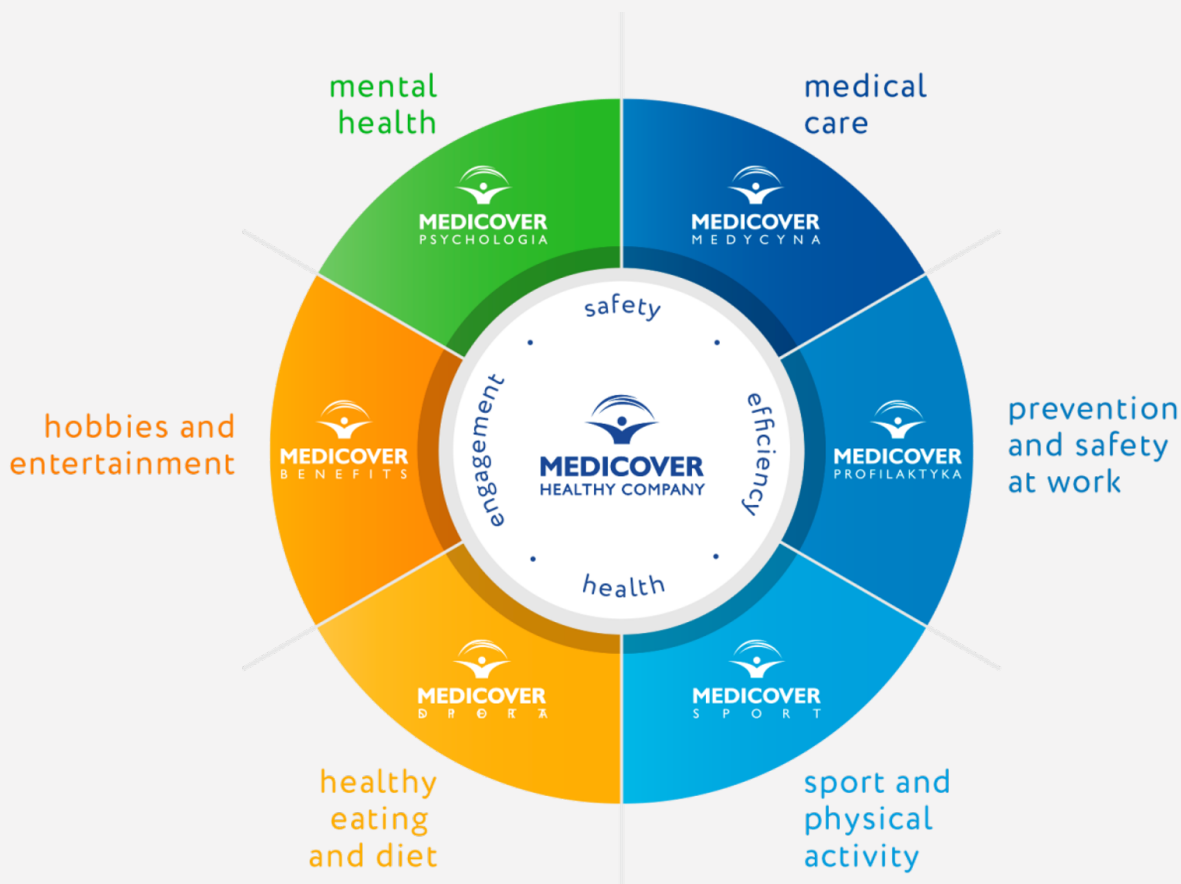 mental
health
medical
care
MEDICOVER
PSYCHOLOGIA
MEDICOVER
MEDYCYNA
safety
engagement
efficiency
health
MEDICOVER
HEALTHY COMPANY
hobbies and
entertainment
MEDICOVER
BENEFITS
MEDICOVER
PROFILAKTYKA
prevention
and safety
at work
MEDICOVER
MEDICOVER
SPORT
healthy
eating
and diet
sport and
physical
activity